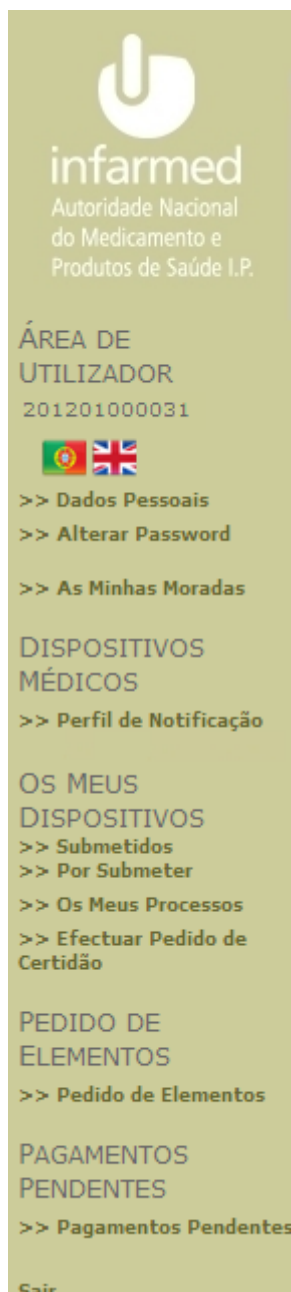 infarmed
Autoridade Nacional
do Medicamento e
Produtos de Saúde I.P.
ÁREA DE
UTILIZADOR
201201000031
>> Dados Pessoais
>> Alterar Password
>> As Minhas Moradas
DISPOSITIVOS
MÉDICOS
>> Perfil de Notificação
OS MEUS
DISPOSITIVOS
>> Submetidos
>> Por Submeter
>> Os Meus Processos
>> Efectuar Pedido de
Certidão
PEDIDO DE
ELEMENTOS
>> Pedido de Elementos
PAGAMENTOS
PENDENTES
>> Pagamentos Pendentes
Sair